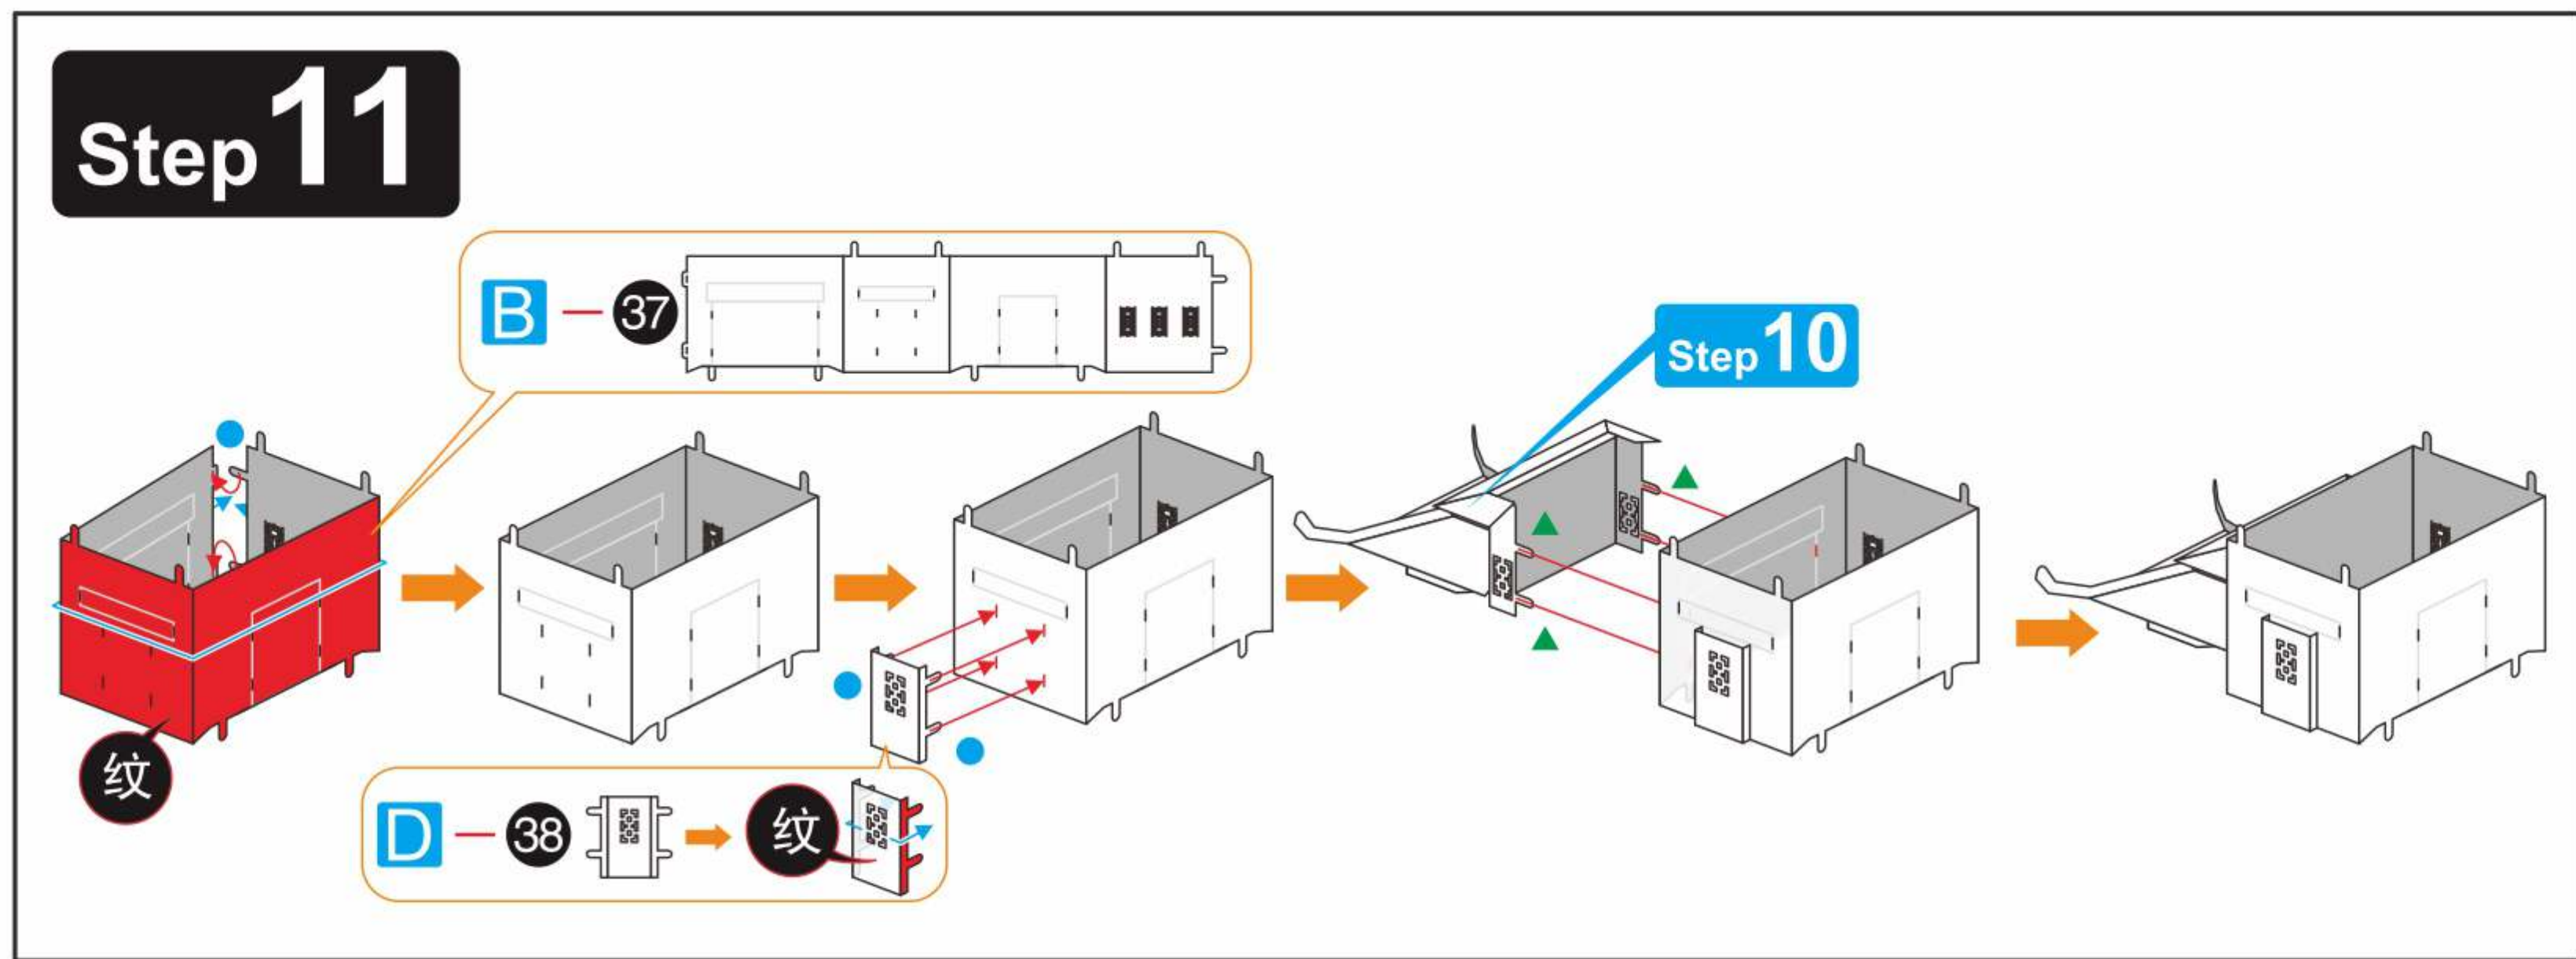 Step 11
B — 37
Step 10
纹
D — 38
纹